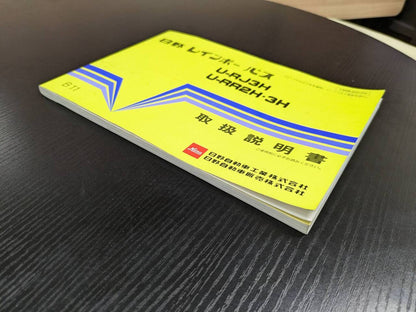 日野 レインボーバス
U-RJ3H
U-RR2H・3H
取扱説明書
日野自動車工業株式会社
日野自動車販売株式会社